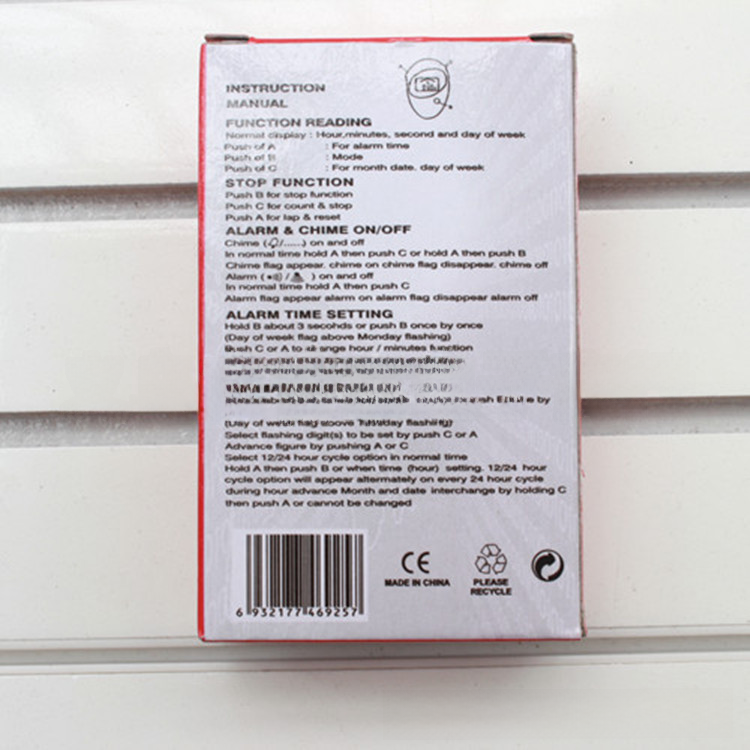 INSTRUCTION
MANUAL
FUNCTION READING
Normal display : Hour,minutes, second and day of week
Push of A : For alarm time
Push of B : Mode
Push of C : For month date. day of week
STOP FUNCTION
Push B for stop function
Push C for count & stop
Push A for lap & reset
ALARM & CHIME ON/OFF
Chime ( /......) on and off
In normal time hold A then push C or hold A then push B
Chime flag appear. chime on chime flag disappear. chime off
Alarm ( / ) on and off
In normal time hold A then push C
Alarm flag appear alarm on alarm flag disappear alarm off
ALARM TIME SETTING
Hold B about 3 seconds or push B once by once
(Day of week flag above Monday flashing)
Push C or A to hour / minutes function
by
(Day of week flag above flashing)
Select flashing digit(s) to be set by push C or A
Advance figure by pushing A or C
Select 12/24 hour cycle option in normal time
Hold A then push B or when time (hour) setting. 12/24 hour
cycle option will appear altermately on every 24 hour cycle
during hour advance Month and date interchange by holding C
then push A or cannot be changed
6 932177 469257
CE
MADE IN CHINA
PLEASE
RECYCLE